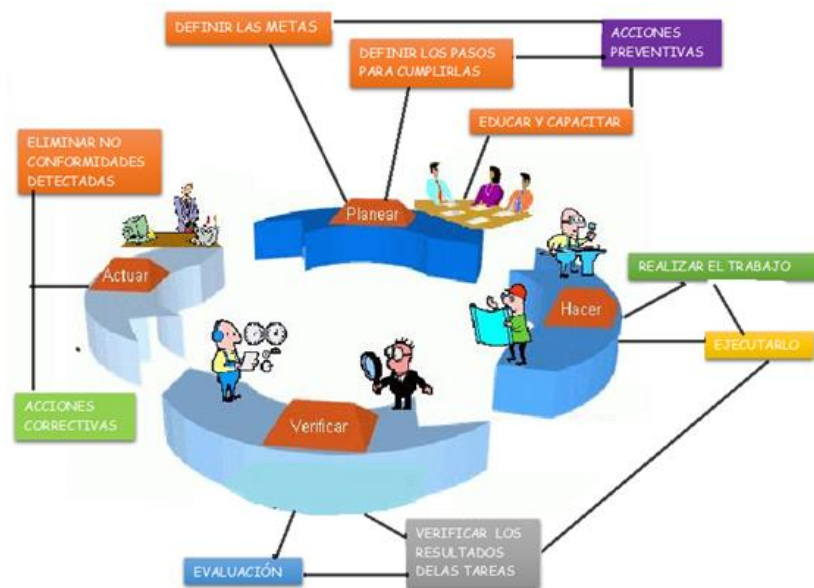 DEFINIR LAS METAS
DEFINIR LOS PASOS
PARA CUMPLIRLAS
ACCIONES
PREVENTIVAS
EDUCAR Y CAPACITAR
ELIMINAR NO
CONFORMIDADES
DETECTADAS
Planear
Actuar
Hacer
REALIZAR EL TRABAJO
EJECUTARLO
ACCIONES
CORRECTIVAS
Verificar
VERIFICAR LOS
RESULTADOS
DELAS TAREAS
EVALUACIÓN